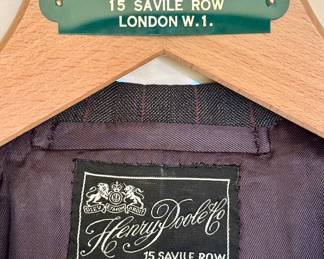 15 SAVILE ROW
LONDON W.1.
Henry Poole & Co
15 SAVILE ROW